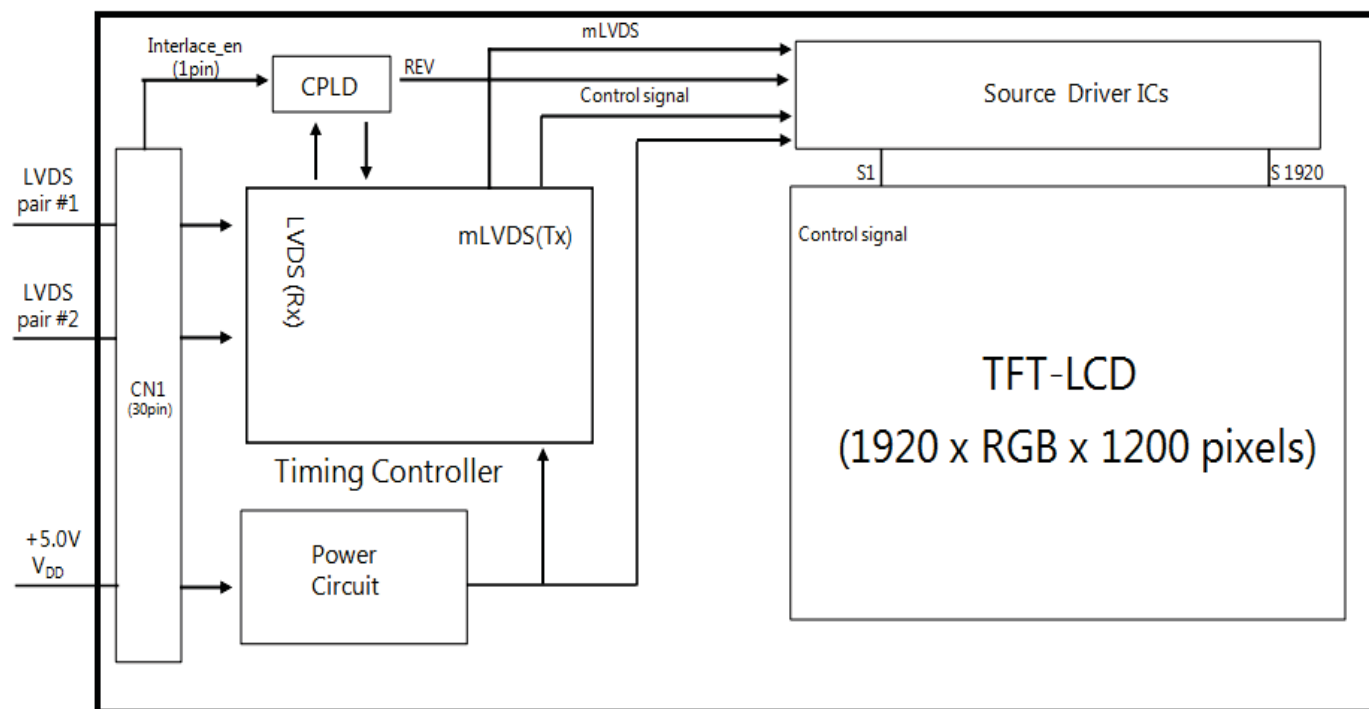 mLVDS
Interlace_en
(1pin)
REV
CPLD
Control signal
Source Driver ICs
S1
S 1920
LVDS
pair #1
LVDS (Rx)
mLVDS(Tx)
Control signal
LVDS
pair #2
TFT-LCD
(1920 x RGB x 1200 pixels)
CN1
(30pin)
Timing Controller
+5.0V
VDD
Power
Circuit